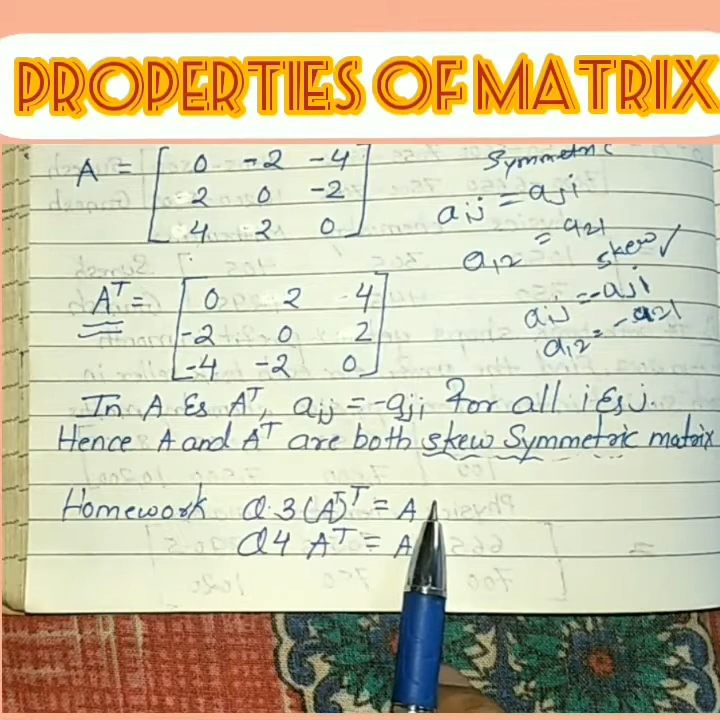 PROPERTIES OF MATRIX
A = [ 0 -2 -4
2 0 -2
4 2 0 ]
Symmetric
aij = aji
a12 = a21
skew ✓
aij = -aji
a12 = -a21
Aᵀ = [ 0 2 4
-2 0 2
-4 -2 0 ]
In A & Aᵀ, aij = -aji for all i & j.
Hence A and Aᵀ are both skew Symmetric matrix
Homework Q.3 (Aᵀ)ᵀ = A
Q4 Aᵀ = A